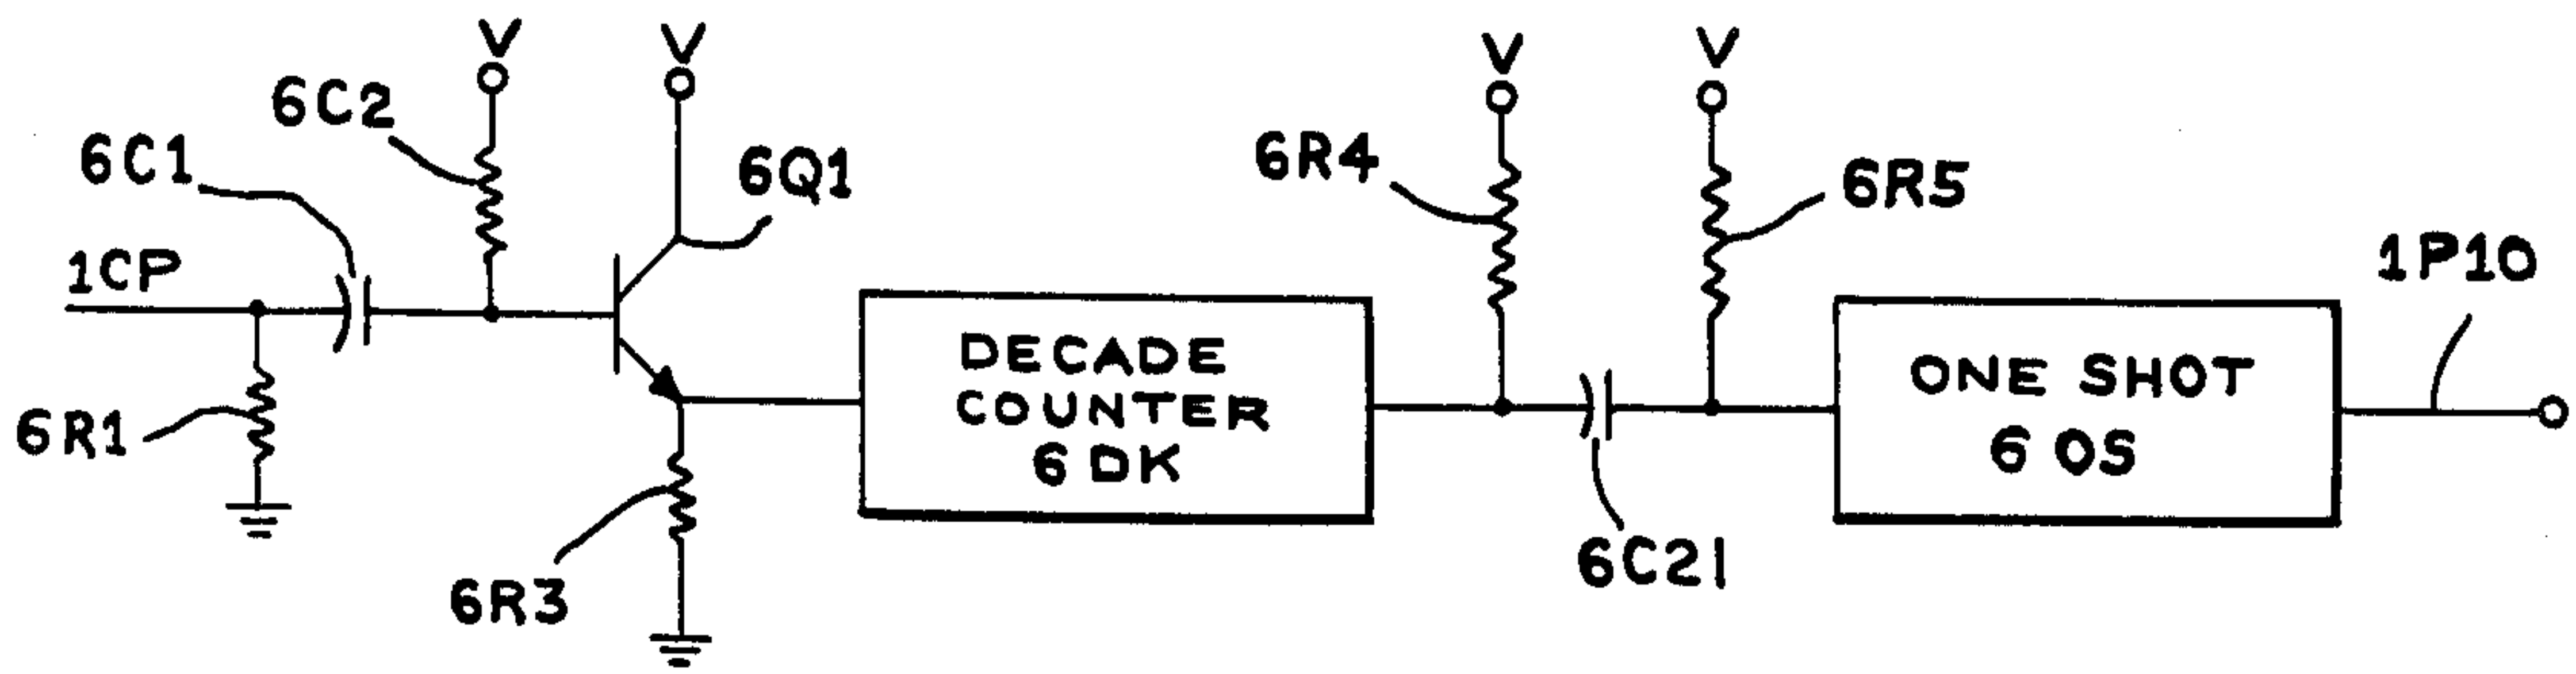 V
V
V
V
6C2
6C1
6Q1
6R4
6R5
1CP
1P10
DECADE
COUNTER
6 DK
ONE SHOT
6 OS
6R1
6R3
6C21